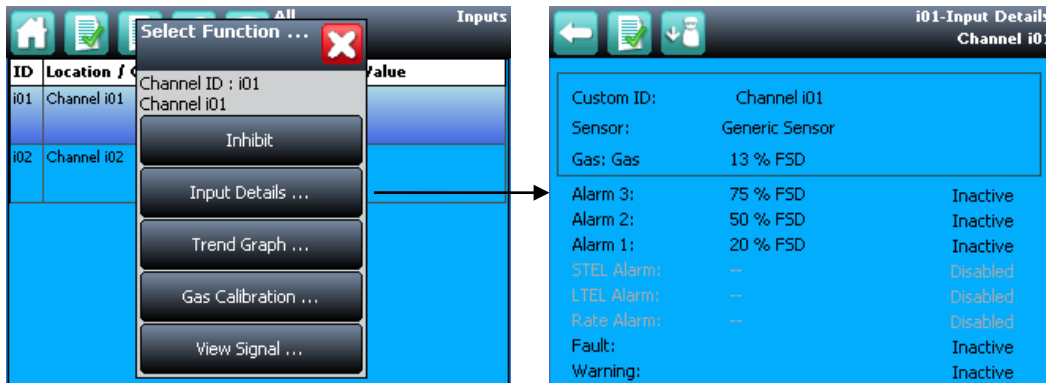 All
Inputs
ID Location /
Value
i01 Channel i01
i02 Channel i02
Select Function ...
Channel ID : i01
Channel i01
Inhibit
Input Details ...
Trend Graph ...
Gas Calibration ...
View Signal ...
i01-Input Details
Channel i01
Custom ID: Channel i01
Sensor: Generic Sensor
Gas: Gas 13 % FSD
Alarm 3: 75 % FSD Inactive
Alarm 2: 50 % FSD Inactive
Alarm 1: 20 % FSD Inactive
STEL Alarm: -- Disabled
LTEL Alarm: -- Disabled
Rate Alarm: -- Disabled
Fault: Inactive
Warning: Inactive